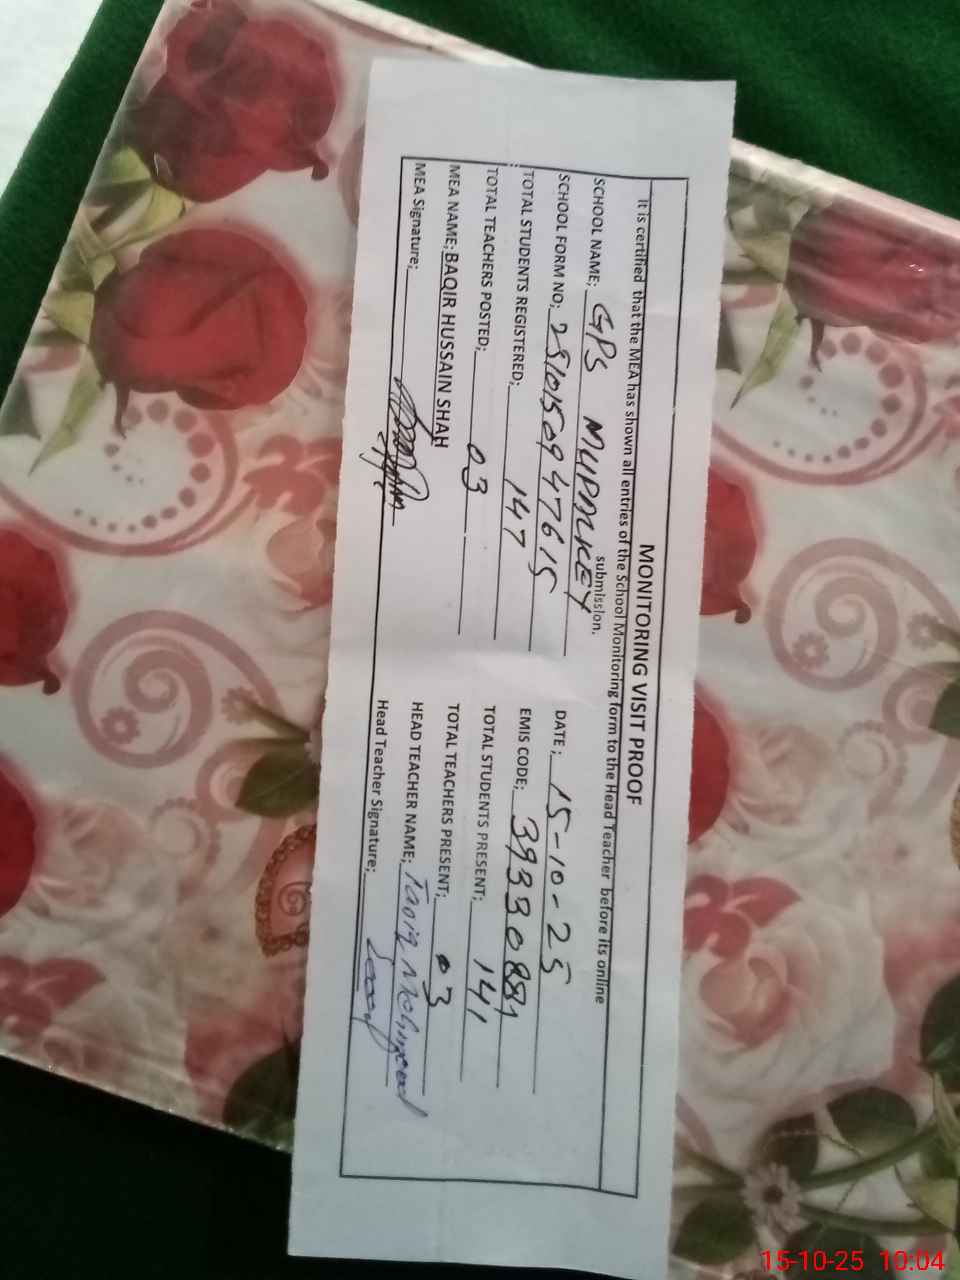 MONITORING VISIT PROOF
It is certified that the MEA has shown all entries of the School Monitoring form to the Head Teacher before its online
submission.
SCHOOL NAME; GPS MUPALKEY
DATE; 15-10-25
SCHOOL FORM NO; 2510150947615
EMIS CODE; 39330881
TOTAL STUDENTS REGISTERED; 147
TOTAL STUDENTS PRESENT; 141
TOTAL TEACHERS POSTED; 03
TOTAL TEACHERS PRESENT; 03
MEA NAME; BAQIR HUSSAIN SHAH
HEAD TEACHER NAME; Tariq Mehmood
MEA Signature;
Head Teacher Signature;
15-10-25 10:04